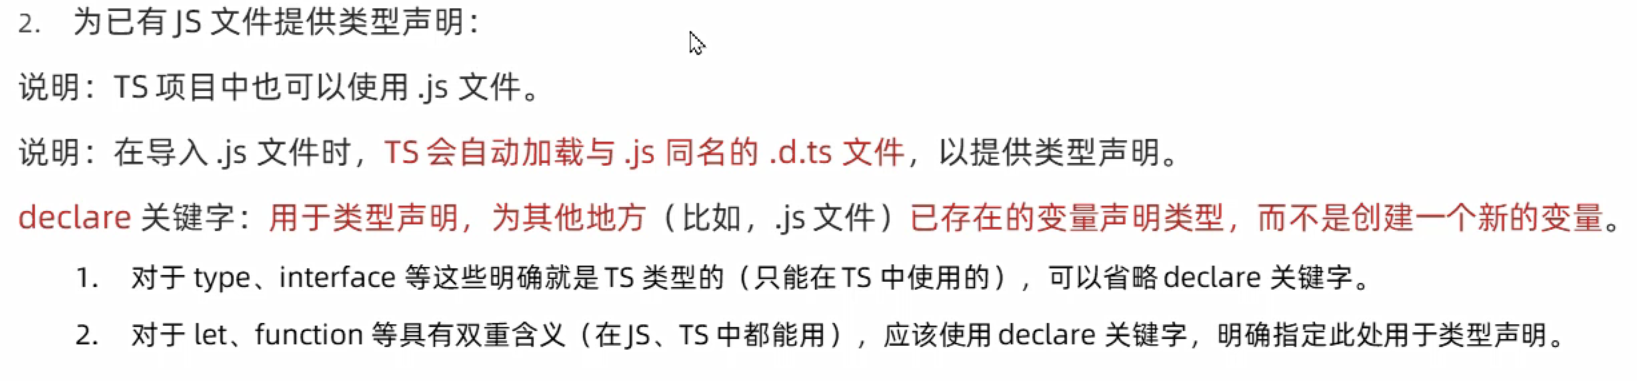 2. 为已有 JS 文件提供类型声明：
说明：TS 项目中也可以使用 .js 文件。
说明：在导入 .js 文件时，TS 会自动加载与 .js 同名的 .d.ts 文件，以提供类型声明。
declare 关键字：用于类型声明，为其他地方（比如，.js 文件）已存在的变量声明类型，而不是创建一个新的变量。
1. 对于 type、interface 等这些明确就是 TS 类型的（只能在 TS 中使用的），可以省略 declare 关键字。
2. 对于 let、function 等具有双重含义（在 JS、TS 中都能用），应该使用 declare 关键字，明确指定此处用于类型声明。